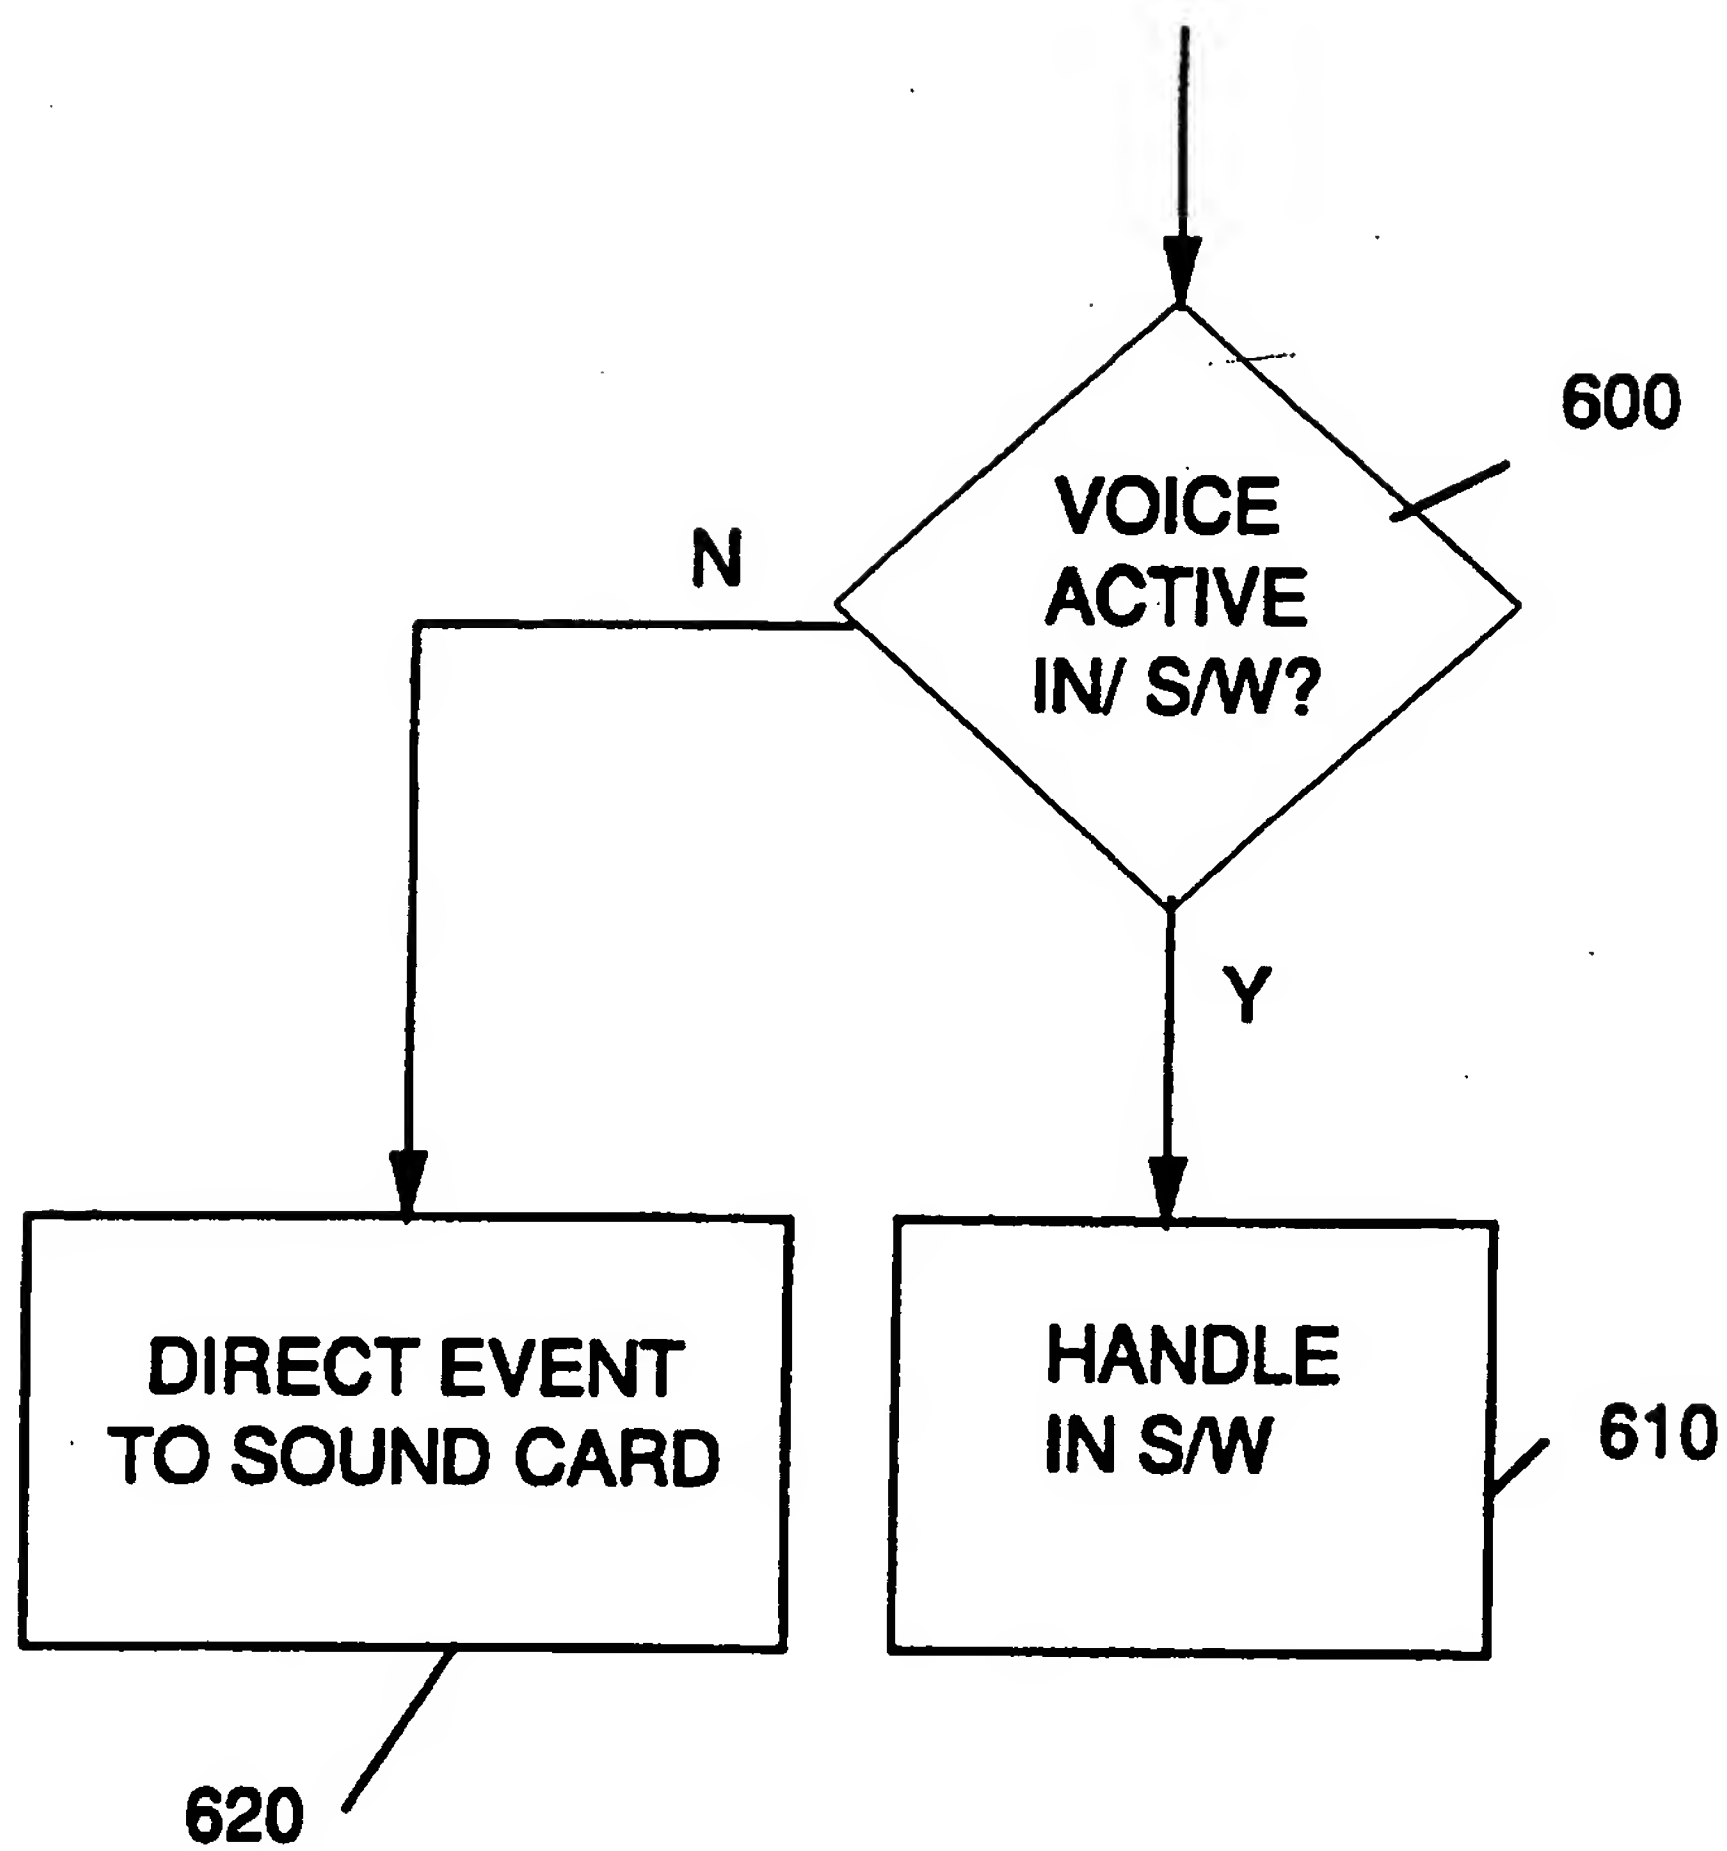 600
VOICE
ACTIVE
IN/ S/W?
N
Y
DIRECT EVENT
TO SOUND CARD
HANDLE
IN S/W
610
620